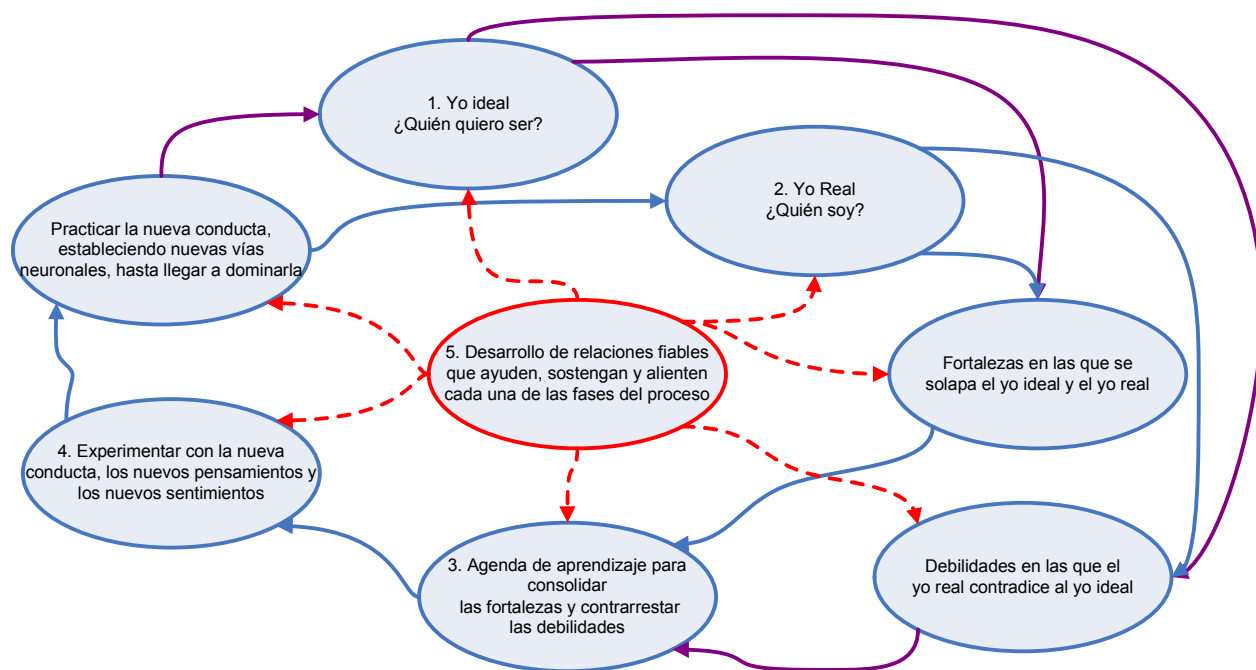 1. Yo ideal
¿Quién quiero ser?
2. Yo Real
¿Quién soy?
Practicar la nueva conducta,
estableciendo nuevas vías
neuronales, hasta llegar a dominarla
5. Desarrollo de relaciones fiables
que ayuden, sostengan y alienten
cada una de las fases del proceso
Fortalezas en las que se
solapa el yo ideal y el yo real
4. Experimentar con la nueva
conducta, los nuevos pensamientos y
los nuevos sentimientos
3. Agenda de aprendizaje para
consolidar
las fortalezas y contrarrestar
las debilidades
Debilidades en las que el
yo real contradice al yo ideal